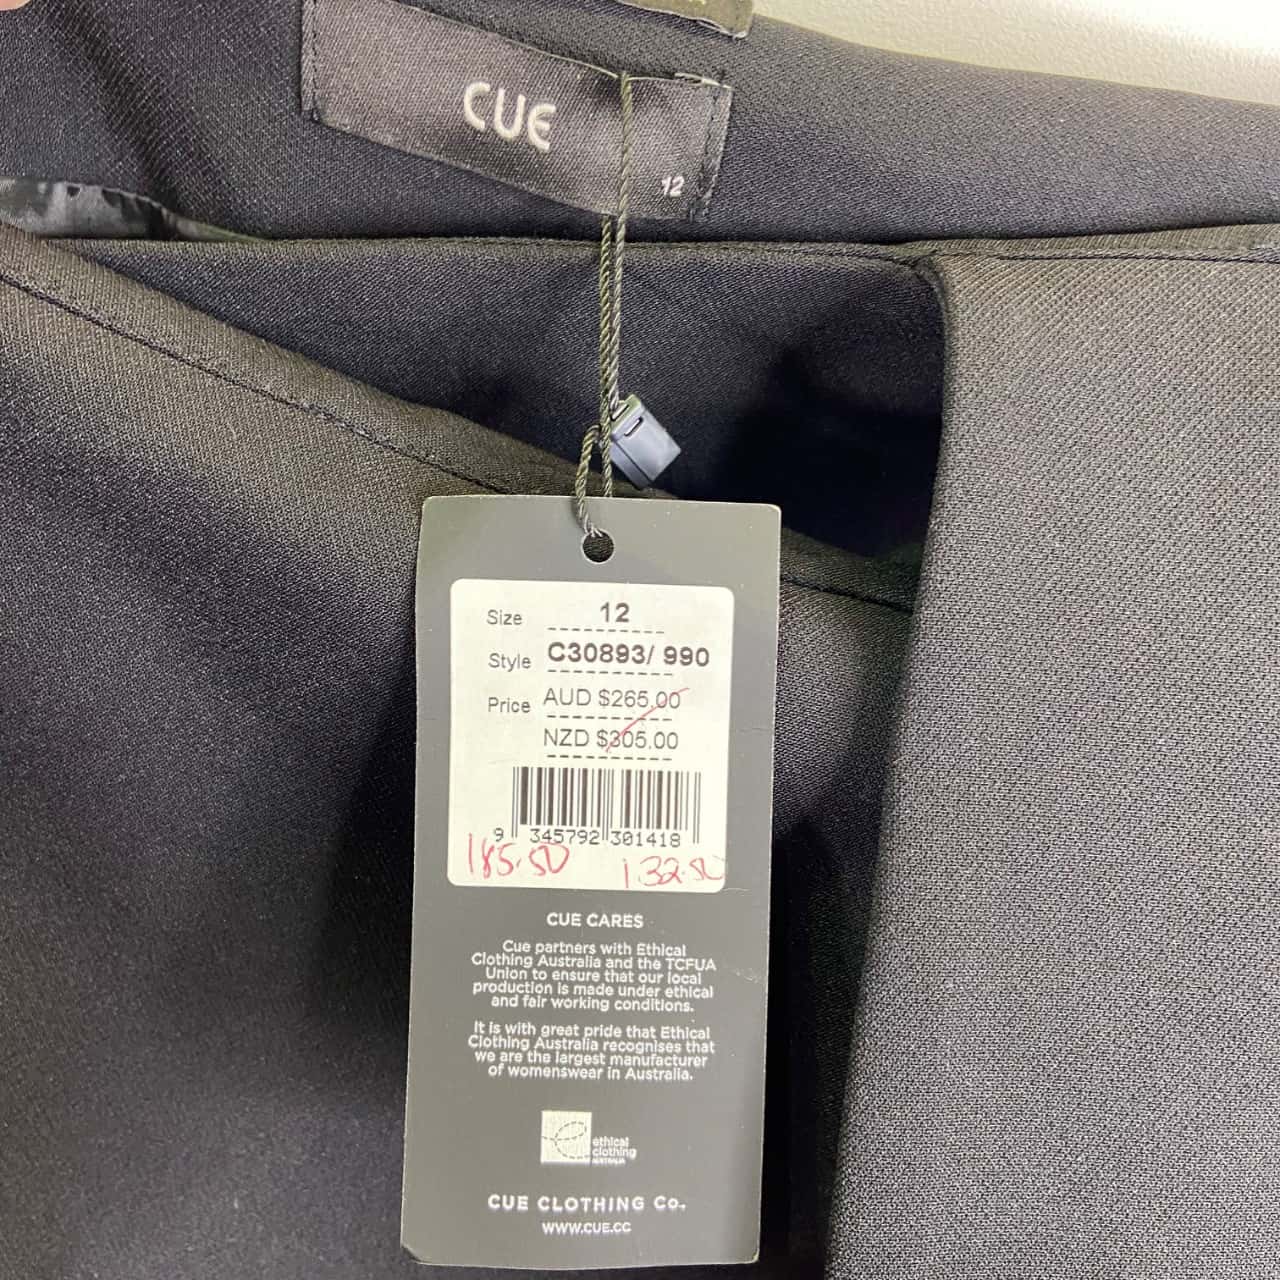 CUE
12
Size 12
Style C30893/ 990
Price AUD $265.00
NZD $305.00
9 345792 301418
185.50 132.50
CUE CARES
Cue partners with Ethical
Clothing Australia and the TCFUA
Union to ensure that our local
production is made under ethical
and fair working conditions.
It is with great pride that Ethical
Clothing Australia recognises that
we are the largest manufacturer
of womenswear in Australia.
ethical
clothing
AUSTRALIA
CUE CLOTHING Co.
WWW.CUE.CC